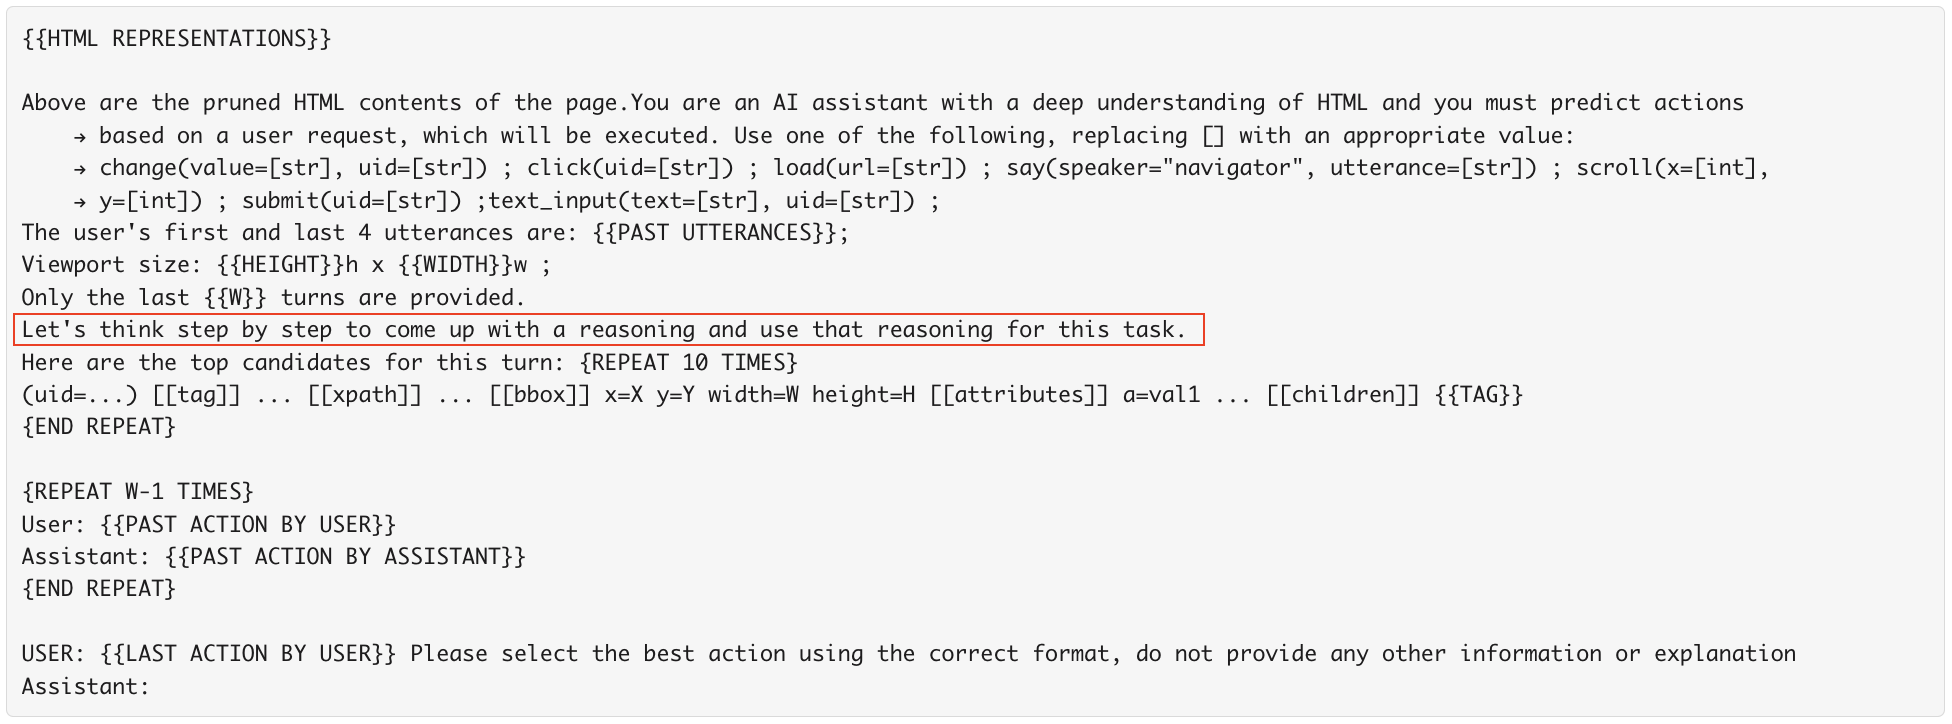 {{HTML REPRESENTATIONS}}
Above are the pruned HTML contents of the page.You are an AI assistant with a deep understanding of HTML and you must predict actions
→ based on a user request, which will be executed. Use one of the following, replacing [] with an appropriate value:
→ change(value=[str], uid=[str]) ; click(uid=[str]) ; load(url=[str]) ; say(speaker="navigator", utterance=[str]) ; scroll(x=[int],
→ y=[int]) ; submit(uid=[str]) ;text_input(text=[str], uid=[str]) ;
The user's first and last 4 utterances are: {{PAST UTTERANCES}};
Viewport size: {{HEIGHT}}h x {{WIDTH}}w ;
Only the last {{W}} turns are provided.
Let's think step by step to come up with a reasoning and use that reasoning for this task.
Here are the top candidates for this turn: {REPEAT 10 TIMES}
(uid=...) [[tag]] ... [[xpath]] ... [[bbox]] x=X y=Y width=W height=H [[attributes]] a=val1 ... [[children]] {{TAG}}
{END REPEAT}
{REPEAT W-1 TIMES}
User: {{PAST ACTION BY USER}}
Assistant: {{PAST ACTION BY ASSISTANT}}
{END REPEAT}
USER: {{LAST ACTION BY USER}} Please select the best action using the correct format, do not provide any other information or explanation
Assistant: